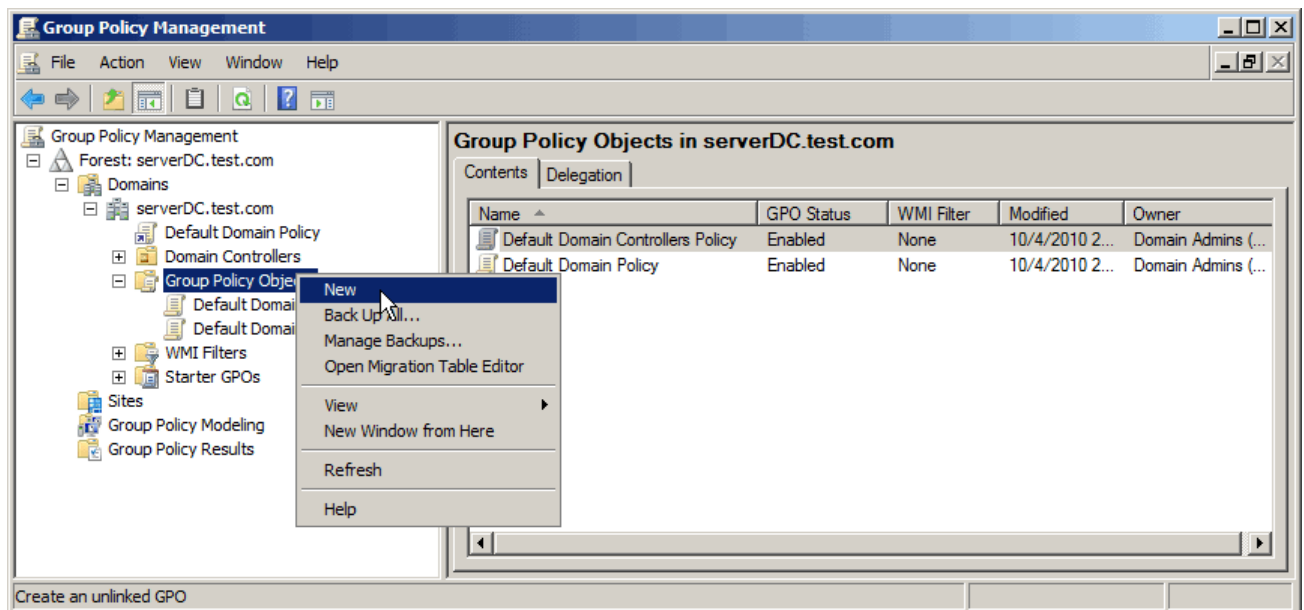 Group Policy Management
File Action View Window Help
Group Policy Management
Forest: serverDC.test.com
Domains
serverDC.test.com
Default Domain Policy
Domain Controllers
Group Policy Obje
Default Domai
Default Domai
WMI Filters
Starter GPOs
Sites
Group Policy Modeling
Group Policy Results
New
Back Up All...
Manage Backups...
Open Migration Table Editor
View
New Window from Here
Refresh
Help
Group Policy Objects in serverDC.test.com
Contents Delegation
Name GPO Status WMI Filter Modified Owner
Default Domain Controllers Policy Enabled None 10/4/2010 2... Domain Admins (...
Default Domain Policy Enabled None 10/4/2010 2... Domain Admins (...
Create an unlinked GPO